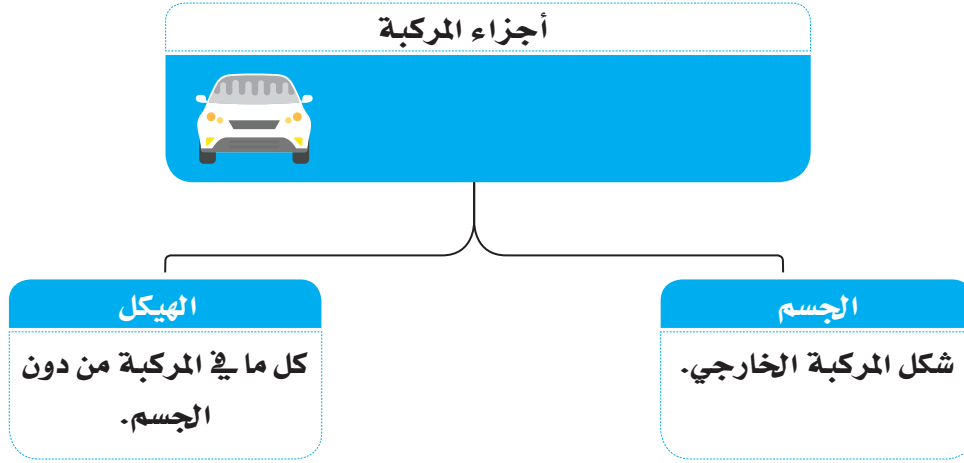 أجزاء المركبة
الجسم
شكل المركبة الخارجي.
الهيكل
كل ما في المركبة من دون
الجسم.